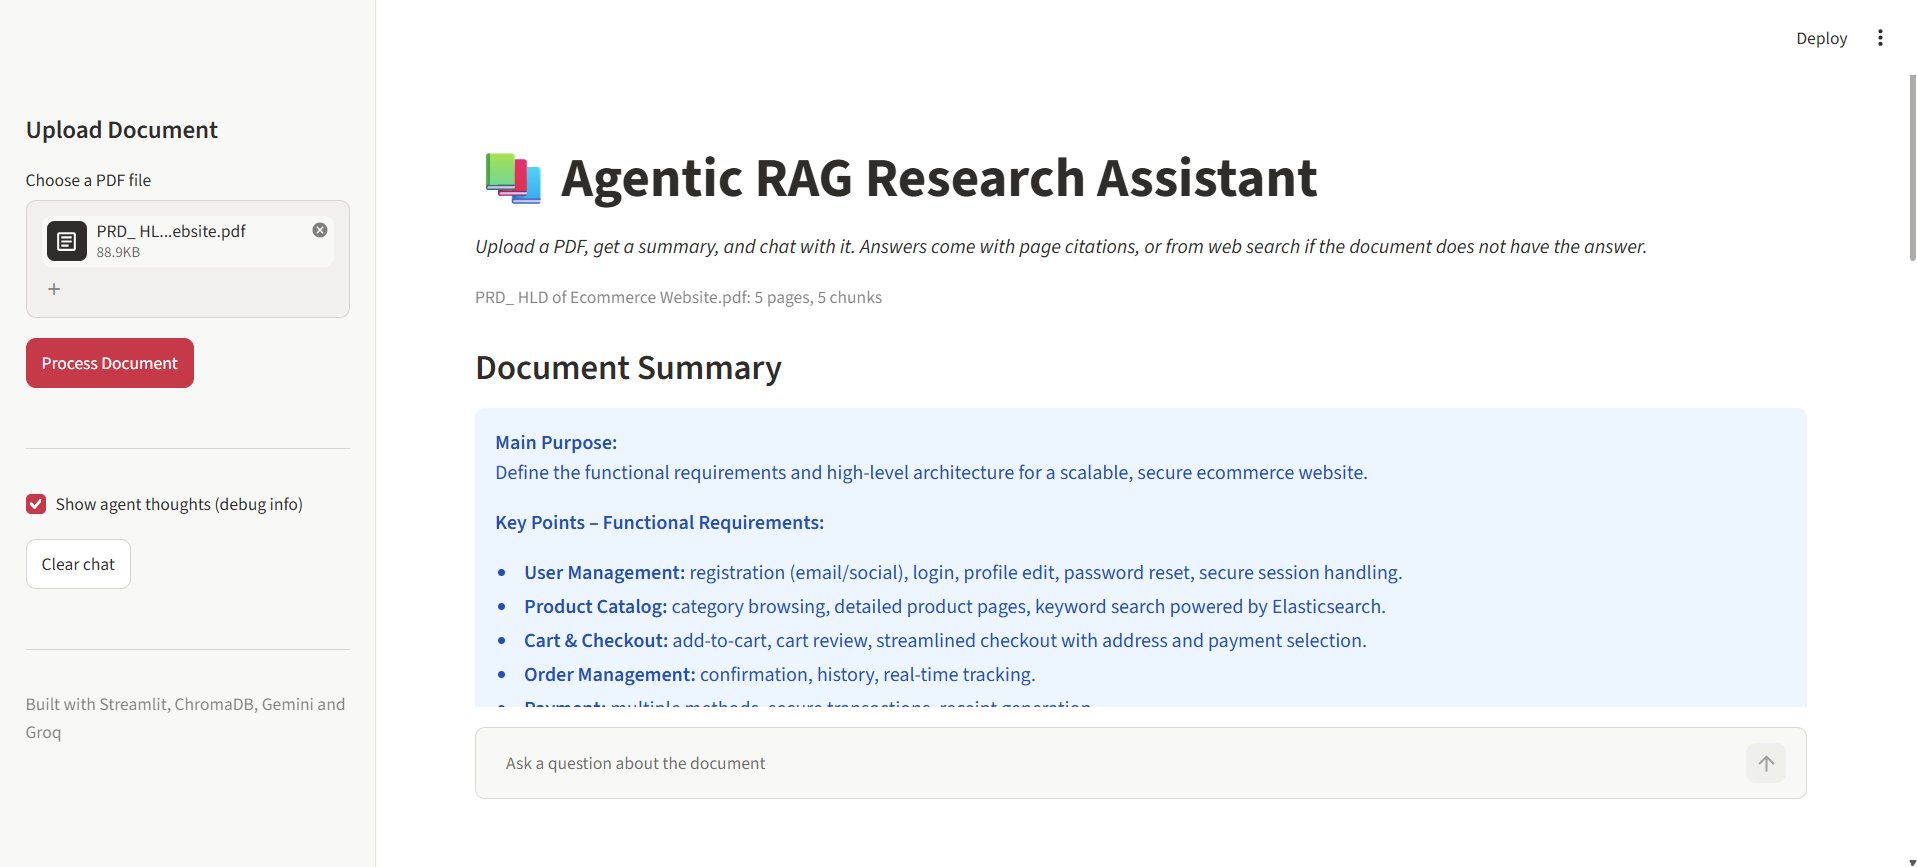 Deploy
Upload Document
Choose a PDF file
PRD_ HL...ebsite.pdf
88.9KB
Process Document
Show agent thoughts (debug info)
Clear chat
Built with Streamlit, ChromaDB, Gemini and
Groq
Agentic RAG Research Assistant
Upload a PDF, get a summary, and chat with it. Answers come with page citations, or from web search if the document does not have the answer.
PRD_ HLD of Ecommerce Website.pdf: 5 pages, 5 chunks
Document Summary
Main Purpose:
Define the functional requirements and high-level architecture for a scalable, secure ecommerce website.
Key Points – Functional Requirements:
• User Management: registration (email/social), login, profile edit, password reset, secure session handling.
• Product Catalog: category browsing, detailed product pages, keyword search powered by Elasticsearch.
• Cart & Checkout: add-to-cart, cart review, streamlined checkout with address and payment selection.
• Order Management: confirmation, history, real-time tracking.
• Payment: multiple methods, secure transactions, receipt generation.
Ask a question about the document